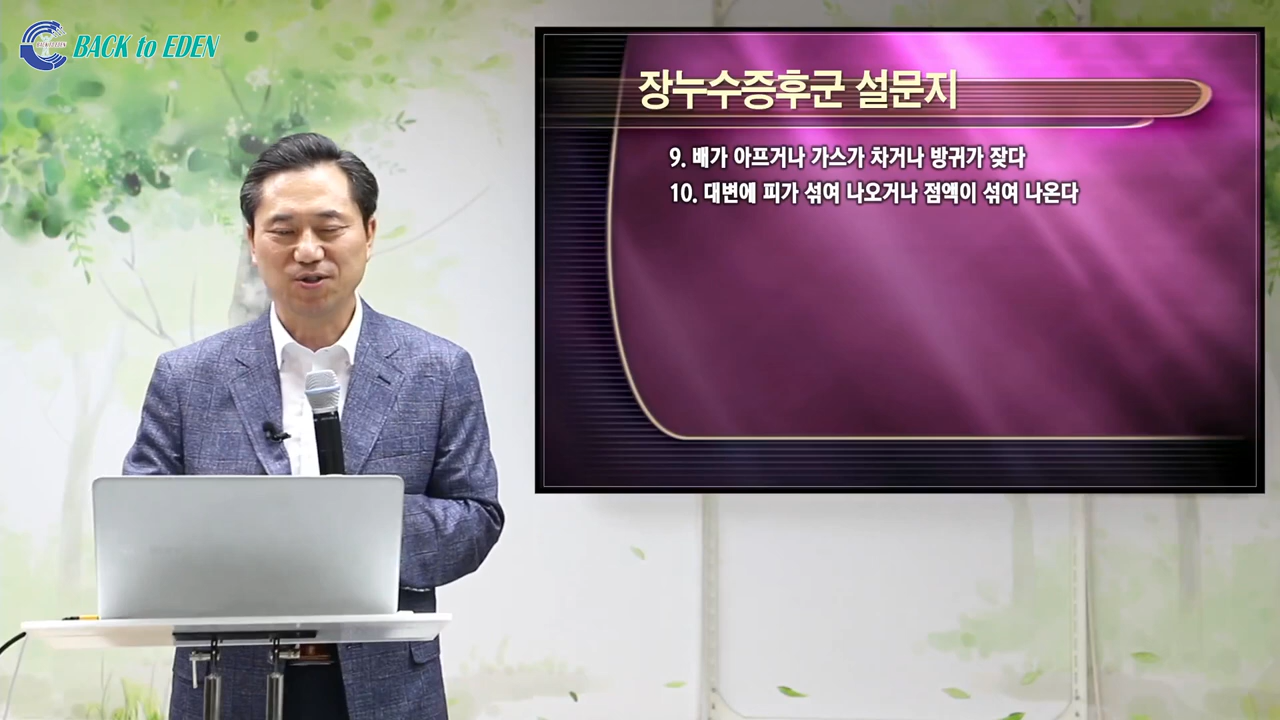 BACK to EDEN
장누수증후군 설문지
9. 배가 아프거나 가스가 차거나 방귀가 잦다
10. 대변에 피가 섞여 나오거나 점액이 섞여 나온다